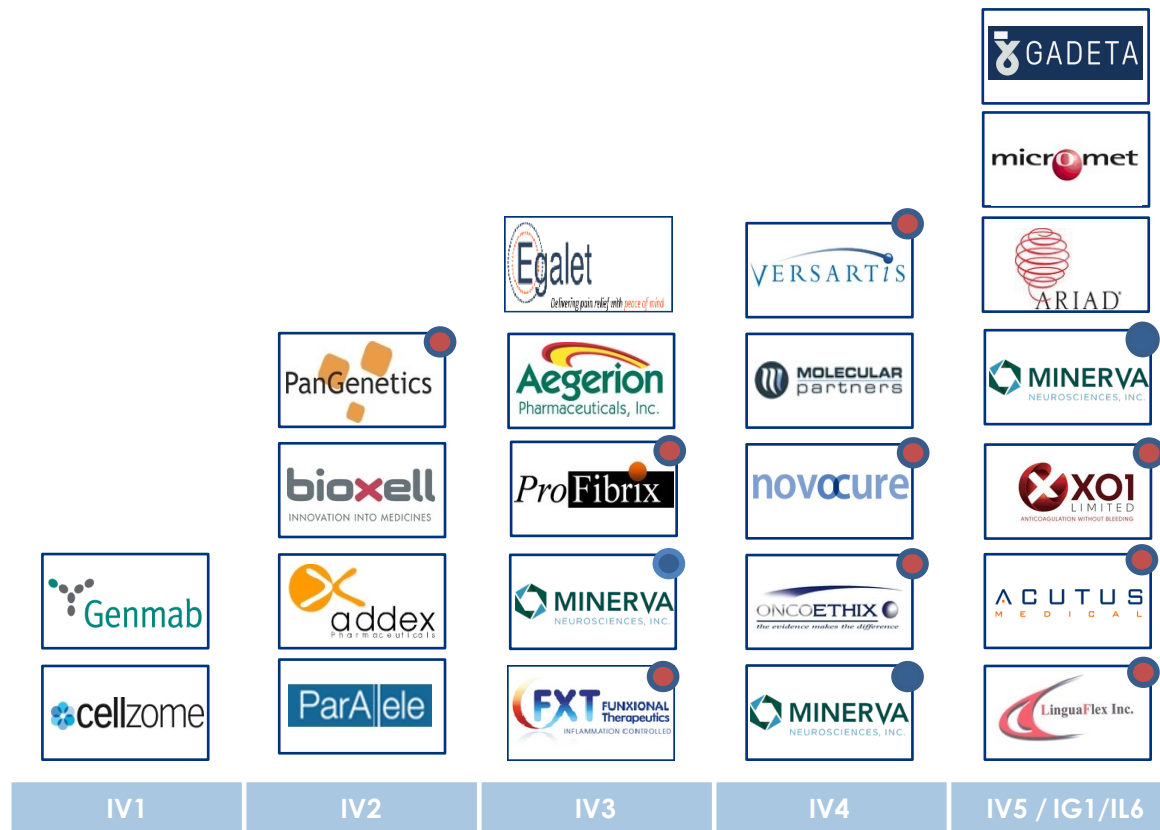 GADETA
micromet
ARIAD®
MINERVA
NEUROSCIENCES, INC.
XO1
LIMITED
ANTICOAGULATION WITHOUT BLEEDING
ACUTUS
MEDICAL
LinguaFlex Inc.
VERSARTIS
MOLECULAR
partners
novocure
ONCOETHIX
the evidence makes the difference
MINERVA
NEUROSCIENCES, INC.
Egalet
Delivering pain relief with peace of mind
Aegerion
Pharmaceuticals, Inc.
ProFibrix
MINERVA
NEUROSCIENCES, INC.
FXT FUNXIONAL
Therapeutics
INFLAMMATION CONTROLLED
PanGenetics
bioxell
INNOVATION INTO MEDICINES
addex
Pharmaceuticals
ParAllele
Genmab
cellzome
IV1
IV2
IV3
IV4
IV5 / IG1/IL6